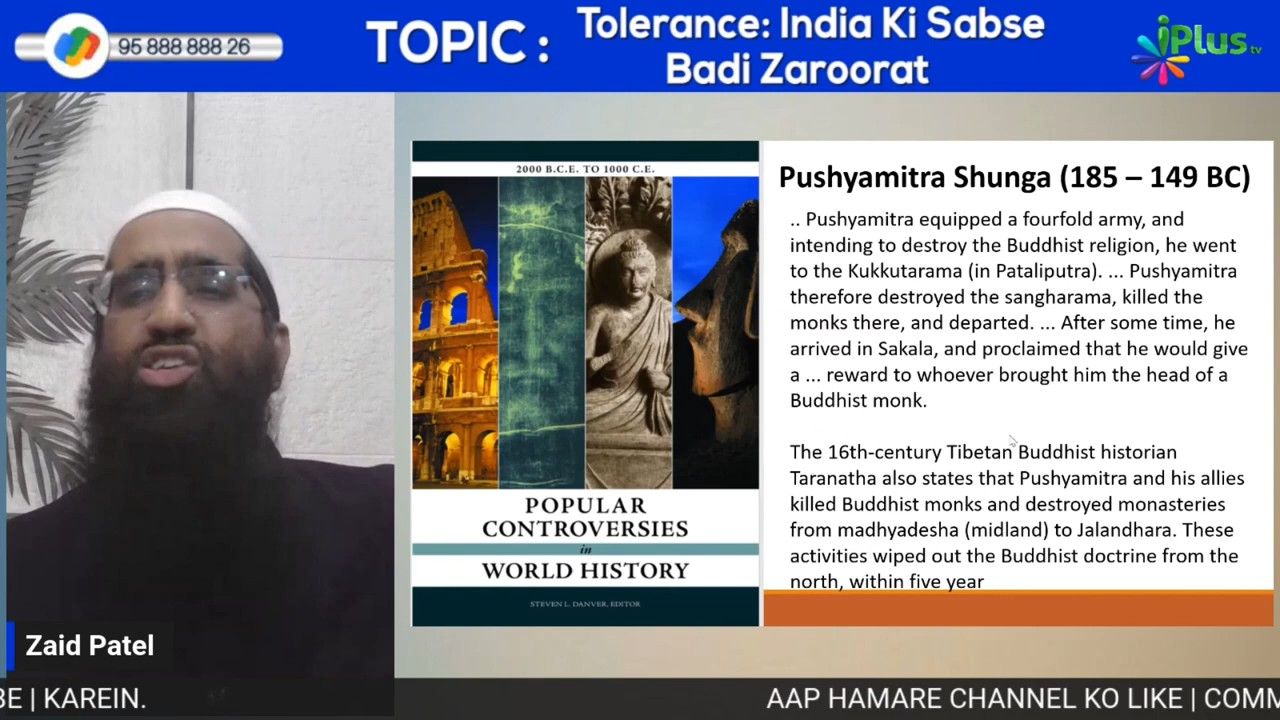 95 888 888 26
TOPIC :
Tolerance: India Ki Sabse
Badi Zaroorat
iPlus tv
2000 B.C.E. TO 1000 C.E.
POPULAR
CONTROVERSIES
in
WORLD HISTORY
STEVEN L. DANVER, EDITOR
Pushyamitra Shunga (185 – 149 BC)
.. Pushyamitra equipped a fourfold army, and
intending to destroy the Buddhist religion, he went
to the Kukkutarama (in Pataliputra). ... Pushyamitra
therefore destroyed the sangharama, killed the
monks there, and departed. ... After some time, he
arrived in Sakala, and proclaimed that he would give
a ... reward to whoever brought him the head of a
Buddhist monk.
The 16th-century Tibetan Buddhist historian
Taranatha also states that Pushyamitra and his allies
killed Buddhist monks and destroyed monasteries
from madhyadesha (midland) to Jalandhara. These
activities wiped out the Buddhist doctrine from the
north, within five year
Zaid Patel
BE | KAREIN.
AAP HAMARE CHANNEL KO LIKE | COMM